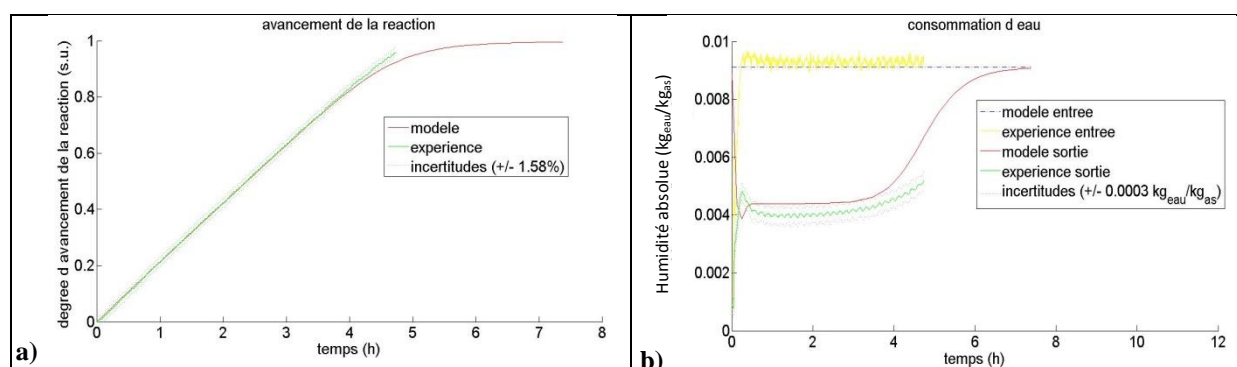 avancement de la reaction
degree d avancement de la reaction (s.u.)
1
0.8
0.6
0.4
0.2
0
0 1 2 3 4 5 6 7 8
temps (h)
modele
experience
incertitudes (+/- 1.58%)
a)
consommation d eau
Humidité absolue (kgeau/kgas)
0.01
0.008
0.006
0.004
0.002
0
0 2 4 6 8 10 12
temps (h)
modele entree
experience entree
modele sortie
experience sortie
incertitudes (+/- 0.0003 kgeau/kgas)
b)